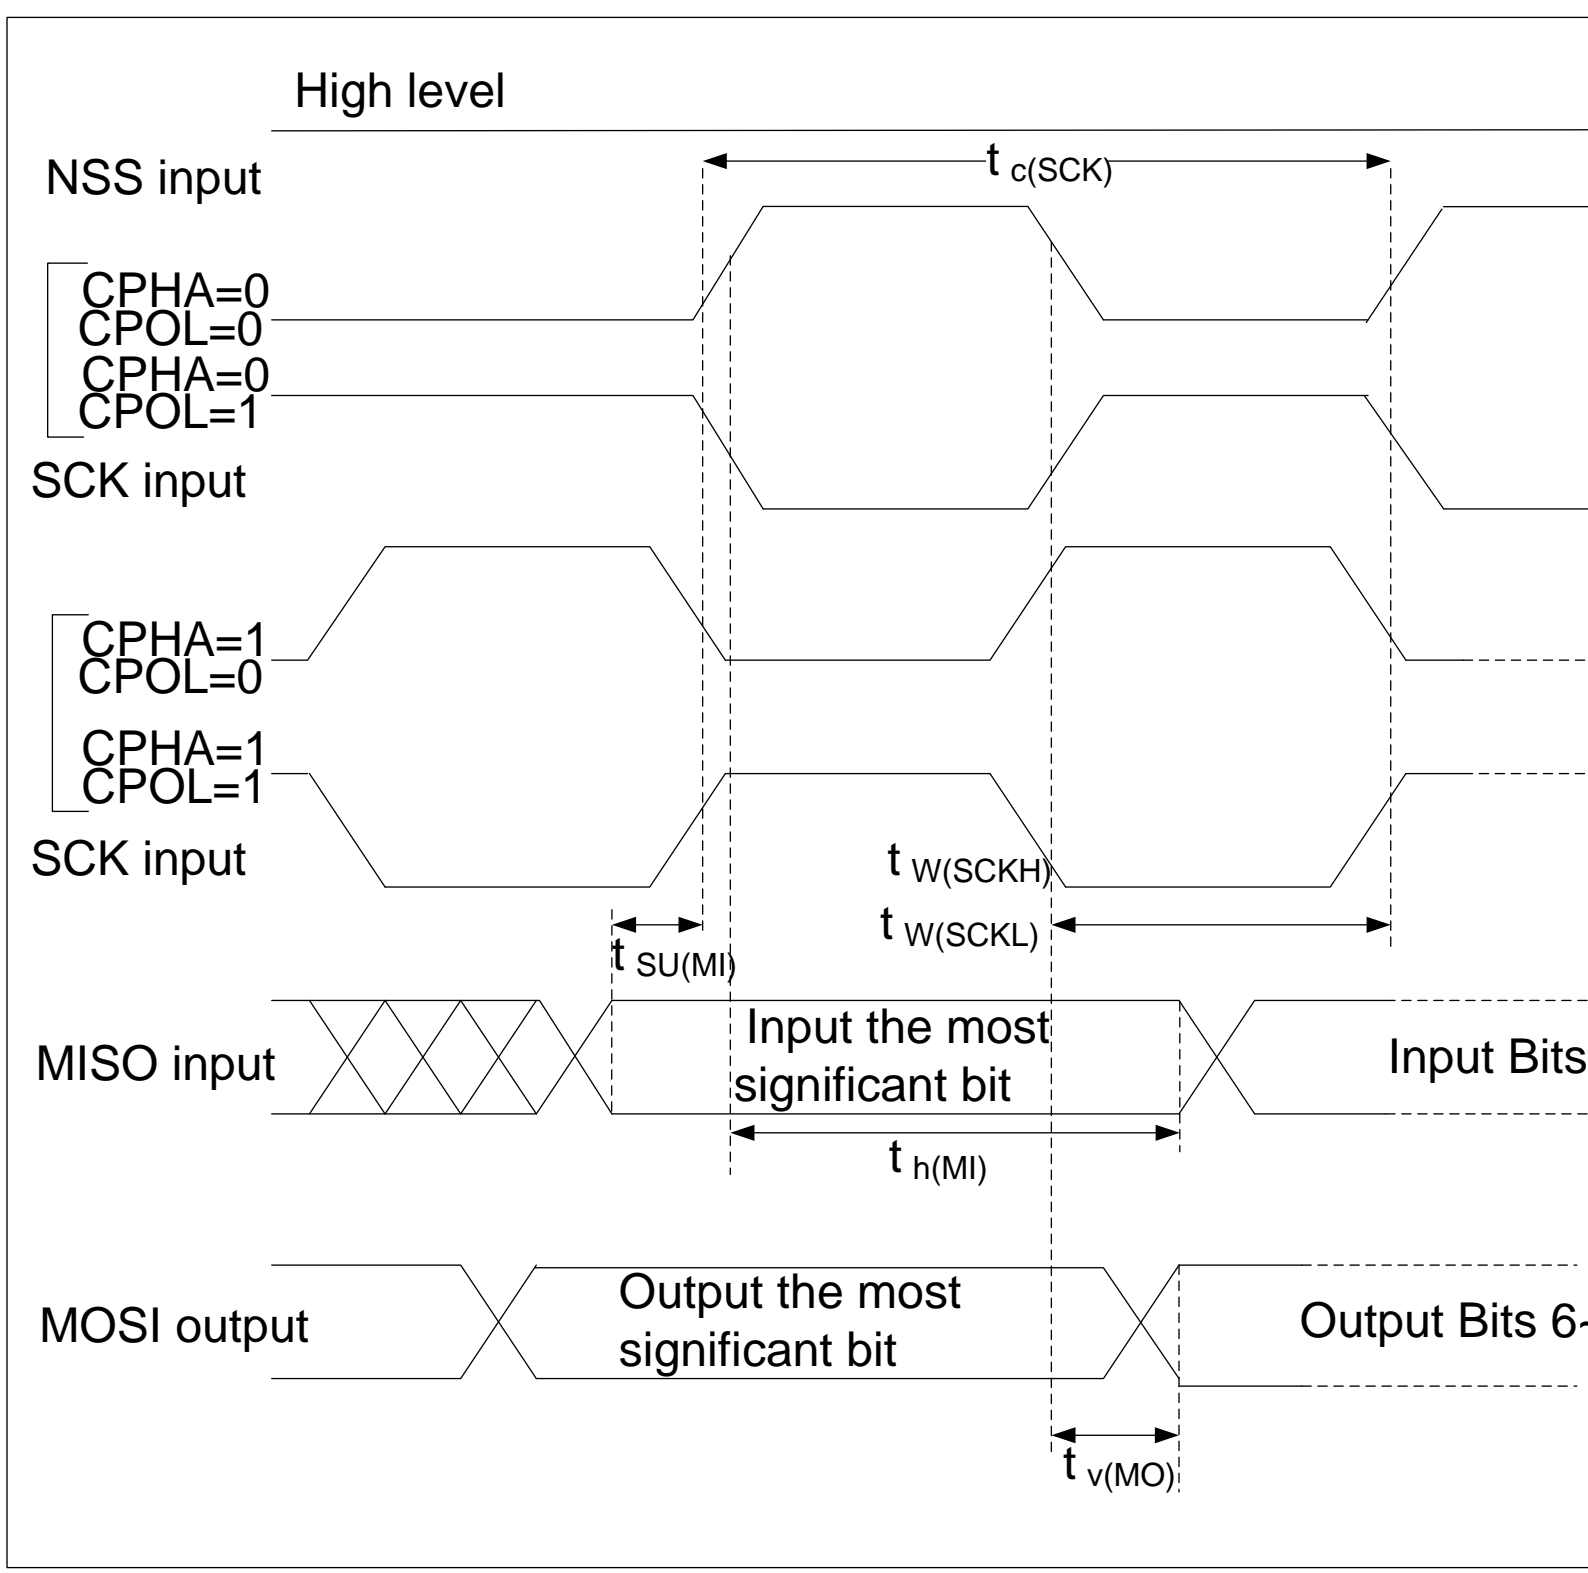 High level
NSS input
t c(SCK)
CPHA=0
CPOL=0
CPHA=0
CPOL=1
SCK input
CPHA=1
CPOL=0
CPHA=1
CPOL=1
SCK input
t W(SCKH)
t W(SCKL)
t SU(MI)
MISO input
Input the most
significant bit
Input Bits
t h(MI)
MOSI output
Output the most
significant bit
Output Bits 6~
t v(MO)